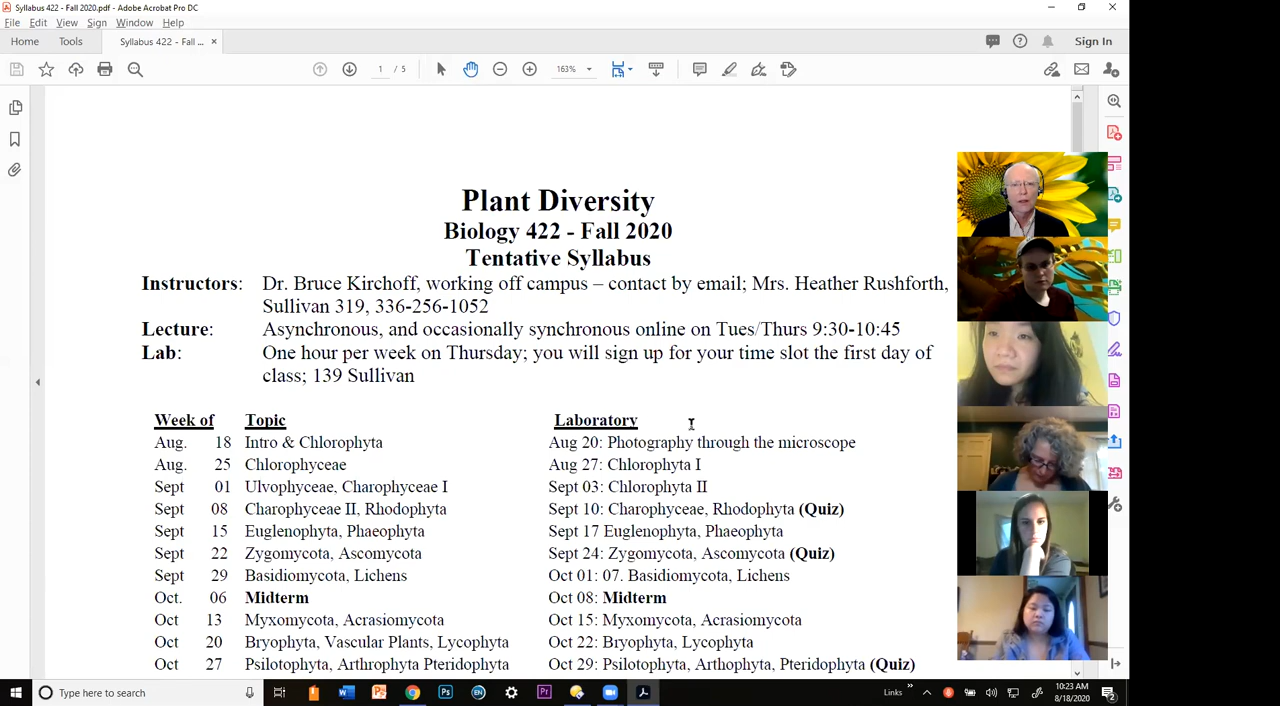 Syllabus 422 - Fall 2020.pdf - Adobe Acrobat Pro DC
File Edit View Sign Window Help
Home Tools Syllabus 422 - Fall ... × Sign In
1 / 5 163%
Plant Diversity
Biology 422 - Fall 2020
Tentative Syllabus
Instructors: Dr. Bruce Kirchoff, working off campus – contact by email; Mrs. Heather Rushforth,
Sullivan 319, 336-256-1052
Lecture: Asynchronous, and occasionally synchronous online on Tues/Thurs 9:30-10:45
Lab: One hour per week on Thursday; you will sign up for your time slot the first day of
class; 139 Sullivan
Week of Topic Laboratory
Aug. 18 Intro & Chlorophyta Aug 20: Photography through the microscope
Aug. 25 Chlorophyceae Aug 27: Chlorophyta I
Sept 01 Ulvophyceae, Charophyceae I Sept 03: Chlorophyta II
Sept 08 Charophyceae II, Rhodophyta Sept 10: Charophyceae, Rhodophyta (Quiz)
Sept 15 Euglenophyta, Phaeophyta Sept 17 Euglenophyta, Phaeophyta
Sept 22 Zygomycota, Ascomycota Sept 24: Zygomycota, Ascomycota (Quiz)
Sept 29 Basidiomycota, Lichens Oct 01: 07. Basidiomycota, Lichens
Oct. 06 Midterm Oct 08: Midterm
Oct 13 Myxomycota, Acrasiomycota Oct 15: Myxomycota, Acrasiomycota
Oct 20 Bryophyta, Vascular Plants, Lycophyta Oct 22: Bryophyta, Lycophyta
Oct 27 Psilotophyta, Arthrophyta Pteridophyta Oct 29: Psilotophyta, Arthophyta, Pteridophyta (Quiz)
Type here to search Links » 10:23 AM
8/18/2020